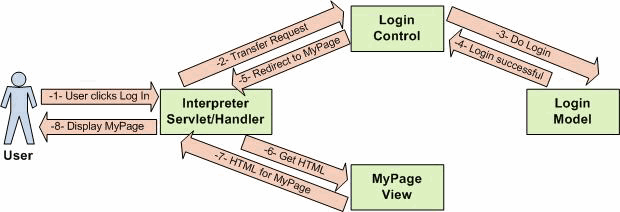 Login
Control
-2- Transfer Request
-5- Redirect to MyPage
-3- Do Login
-4- Login successful
-1- User clicks Log In
-8- Display MyPage
User
Interpreter
Servlet/Handler
Login
Model
-6- Get HTML
-7- HTML for MyPage
MyPage
View